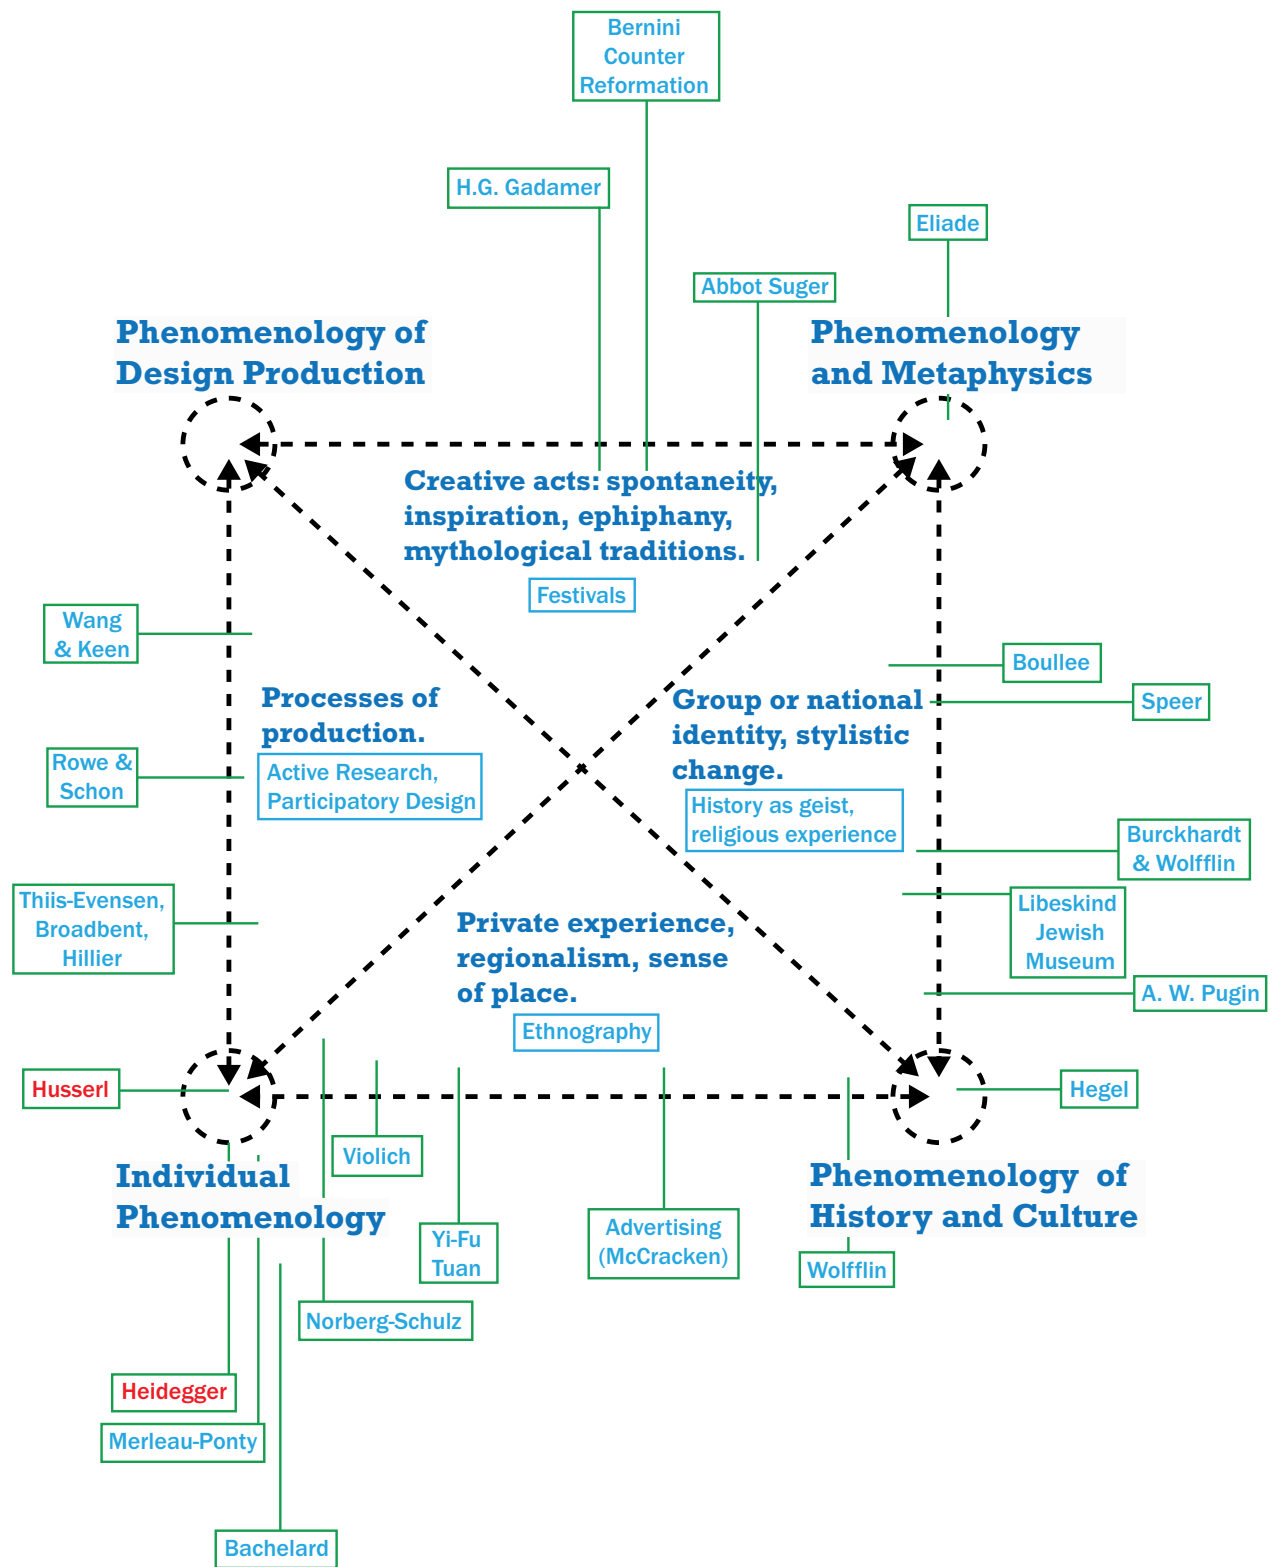 Bernini
Counter
Reformation
H.G. Gadamer
Eliade
Abbot Suger
Phenomenology of
Design Production
Phenomenology
and Metaphysics
Creative acts: spontaneity,
inspiration, ephiphany,
mythological traditions.
Festivals
Wang
& Keen
Boullee
Speer
Processes of
production.
Group or national
identity, stylistic
change.
Rowe &
Schon
Active Research,
Participatory Design
History as geist,
religious experience
Burckhardt
& Wolfflin
Thiis-Evensen,
Broadbent,
Hillier
Libeskind
Jewish
Museum
Private experience,
regionalism, sense
of place.
A. W. Pugin
Ethnography
Husserl
Hegel
Violich
Individual
Phenomenology
Phenomenology of
History and Culture
Yi-Fu
Tuan
Advertising
(McCracken)
Wolfflin
Norberg-Schulz
Heidegger
Merleau-Ponty
Bachelard